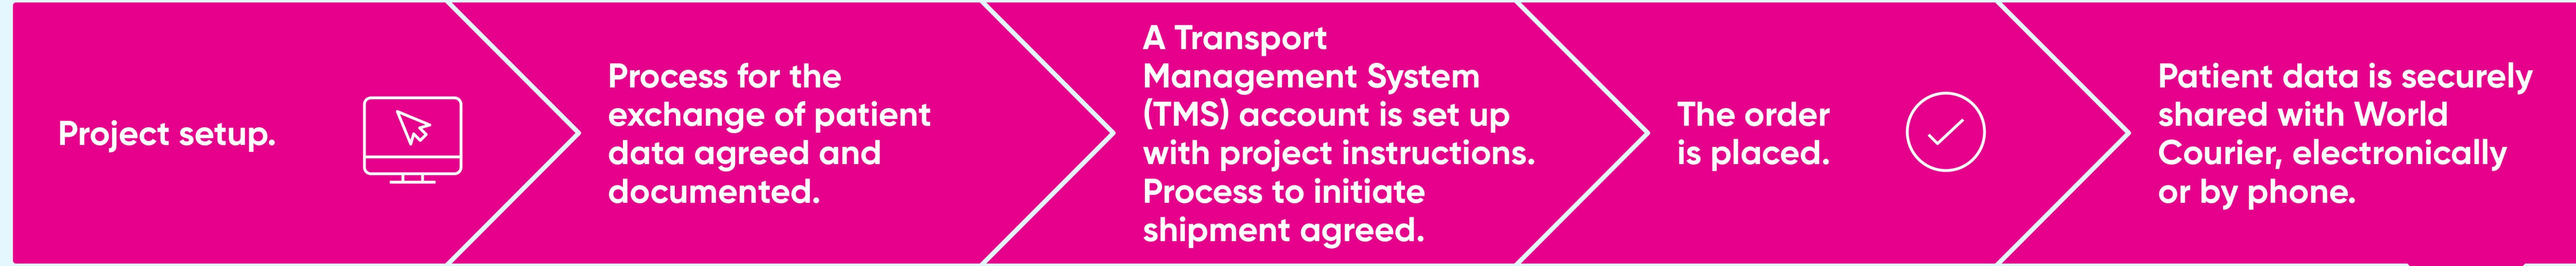 Project setup.
Process for the
exchange of patient
data agreed and
documented.
A Transport
Management System
(TMS) account is set up
with project instructions.
Process to initiate
shipment agreed.
The order
is placed.
Patient data is securely
shared with World
Courier, electronically
or by phone.